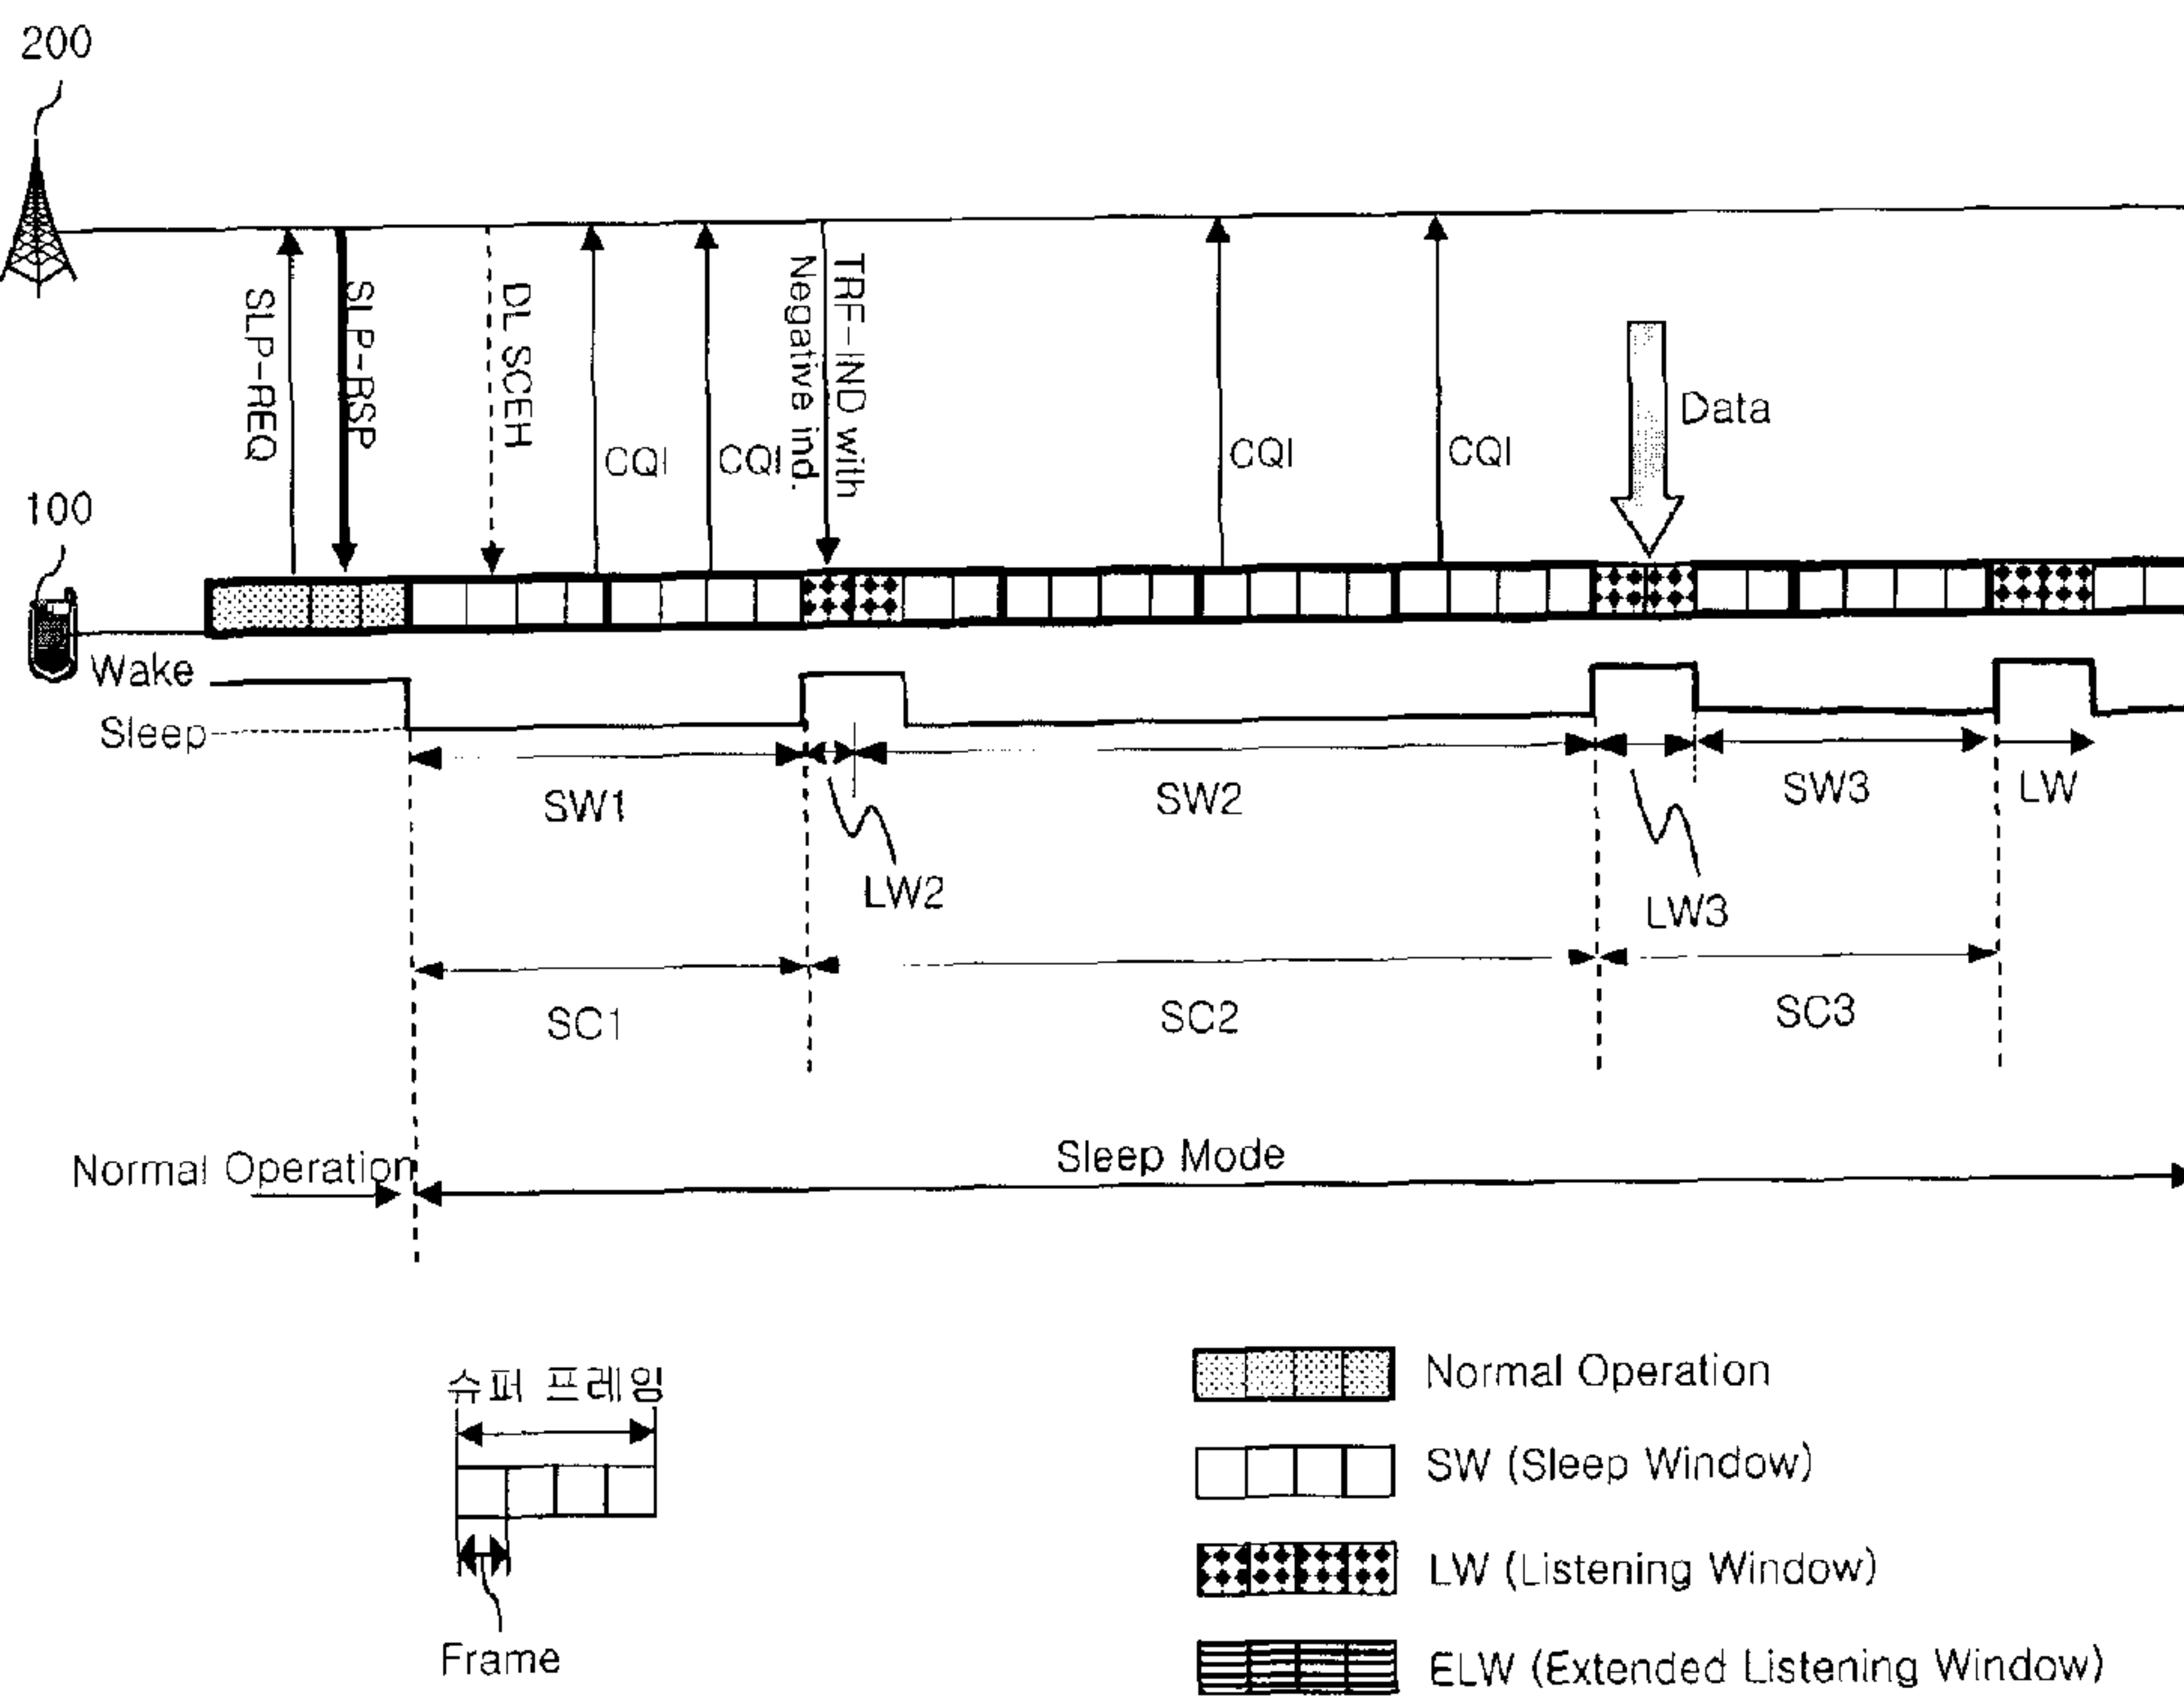 200
SLP-REQ
SLP-RSP
DL SCEH
CQI
CQI
TRF-IND with
Negative ind.
CQI
CQI
Data
100
Wake
Sleep
SW1
SW2
SW3
LW
LW2
LW3
SC1
SC2
SC3
Normal Operation
Sleep Mode
슈퍼 프레임
Frame
Normal Operation
SW (Sleep Window)
LW (Listening Window)
ELW (Extended Listening Window)